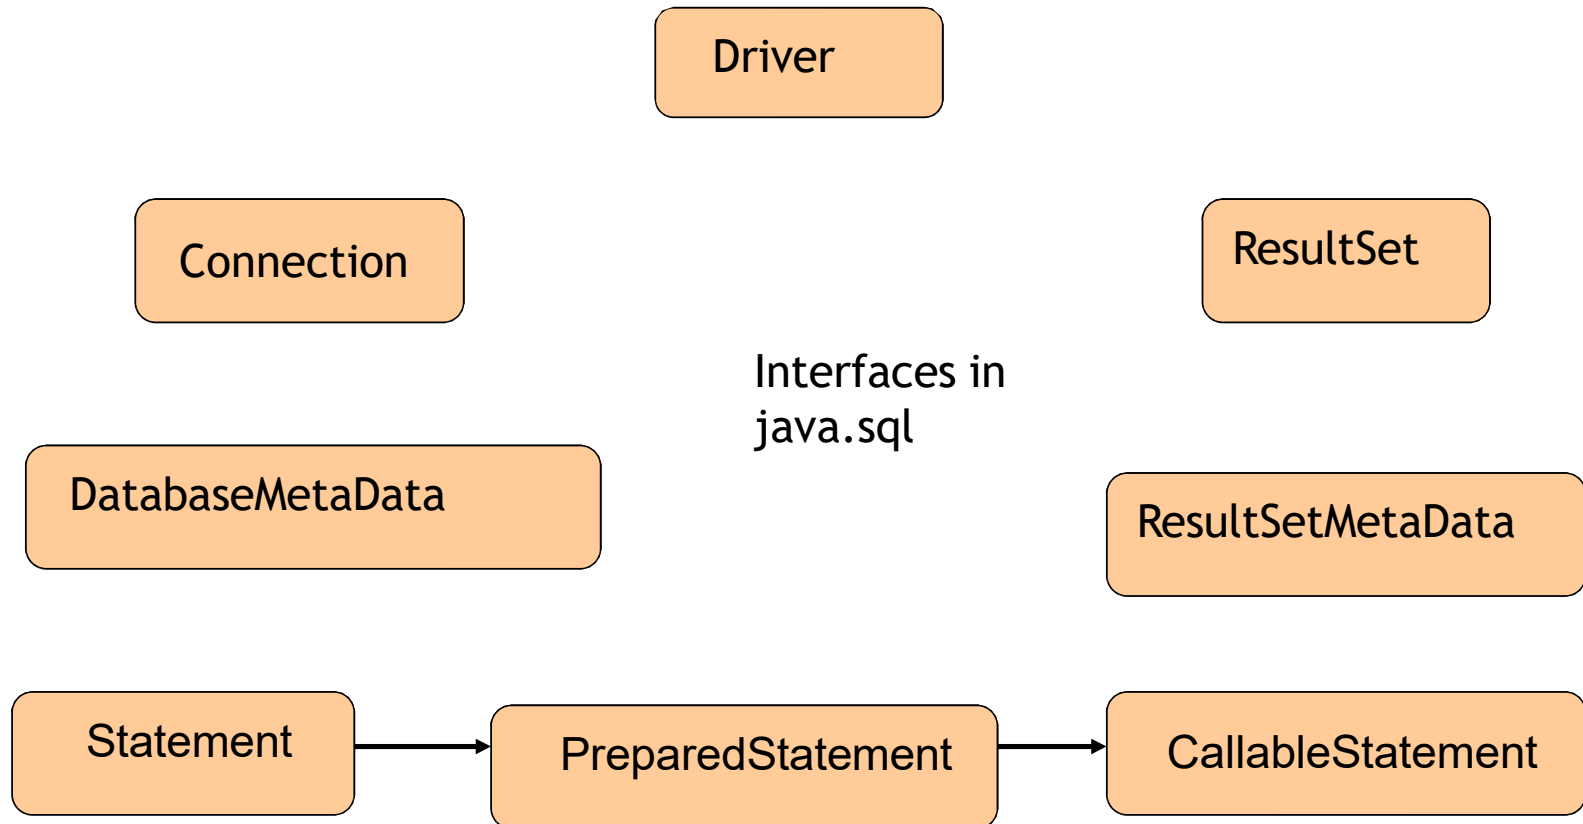 Driver
Connection
ResultSet
Interfaces in
java.sql
DatabaseMetaData
ResultSetMetaData
Statement
PreparedStatement
CallableStatement